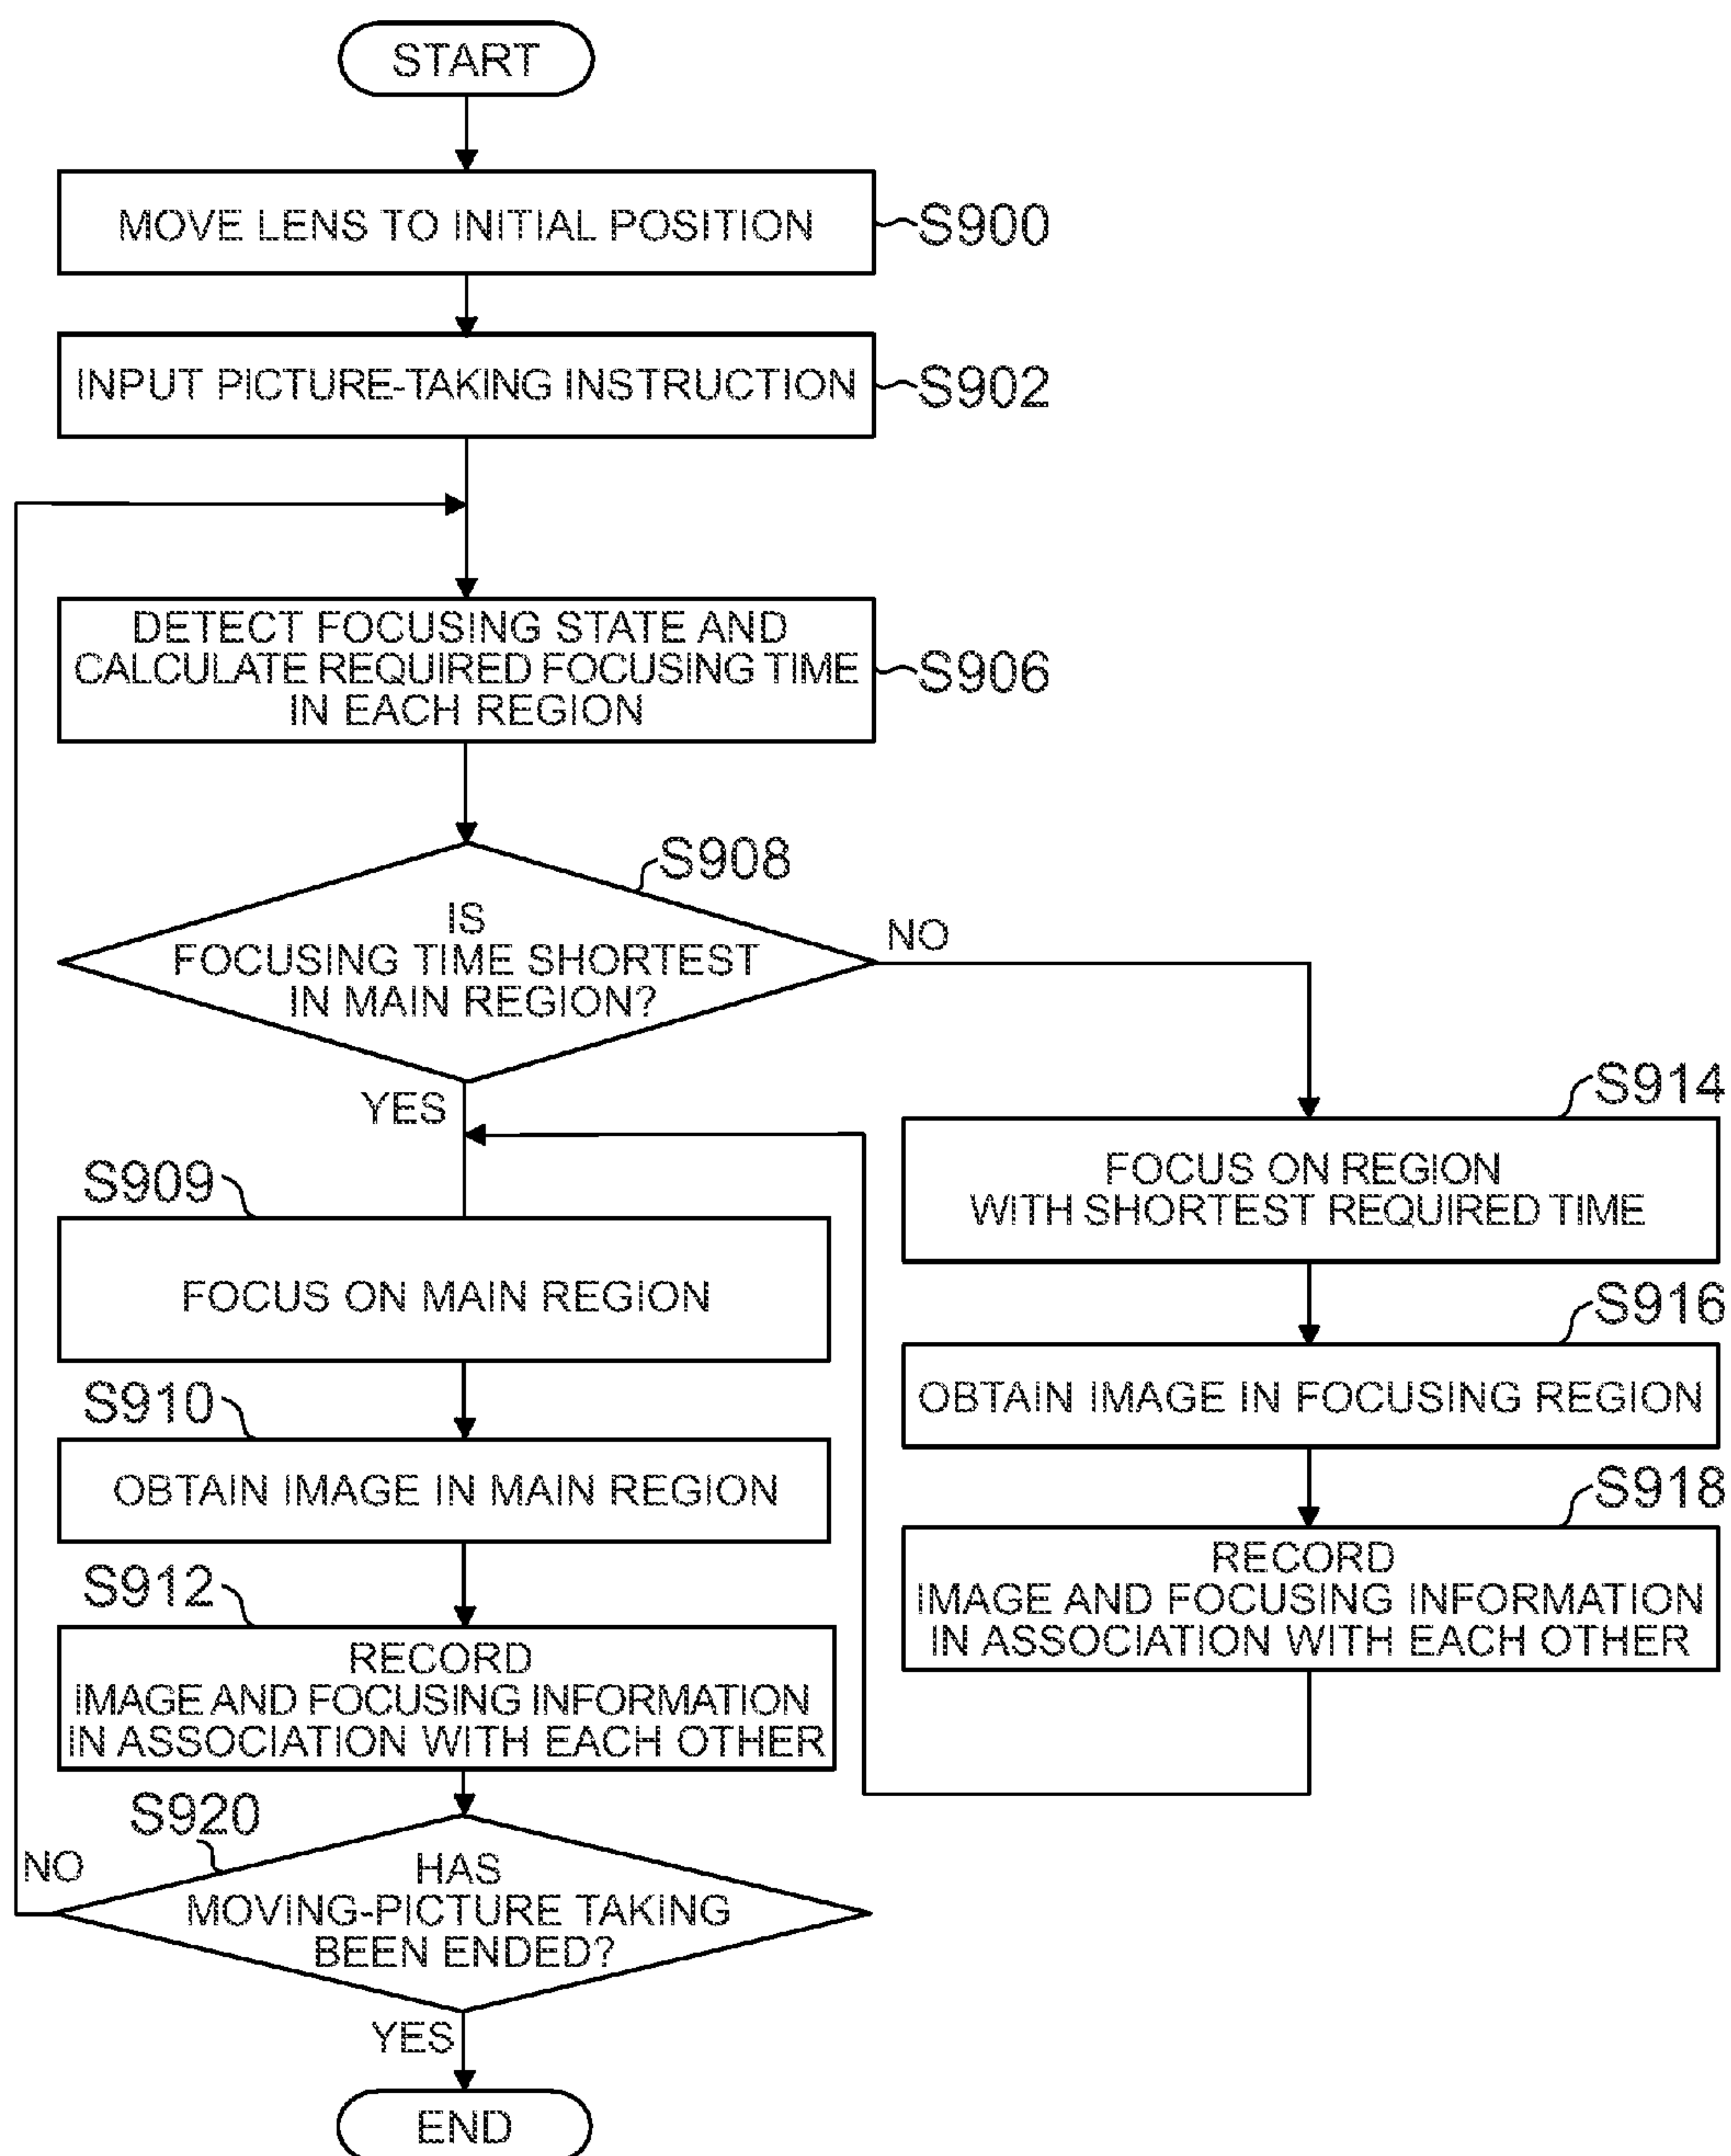 START
MOVE LENS TO INITIAL POSITION
S900
INPUT PICTURE-TAKING INSTRUCTION
S902
DETECT FOCUSING STATE AND
CALCULATE REQUIRED FOCUSING TIME
IN EACH REGION
S906
S908
IS
FOCUSING TIME SHORTEST
IN MAIN REGION?
NO
YES
S909
FOCUS ON MAIN REGION
S910
OBTAIN IMAGE IN MAIN REGION
S912
RECORD
IMAGE AND FOCUSING INFORMATION
IN ASSOCIATION WITH EACH OTHER
S914
FOCUS ON REGION
WITH SHORTEST REQUIRED TIME
S916
OBTAIN IMAGE IN FOCUSING REGION
S918
RECORD
IMAGE AND FOCUSING INFORMATION
IN ASSOCIATION WITH EACH OTHER
S920
NO
HAS
MOVING-PICTURE TAKING
BEEN ENDED?
YES
END